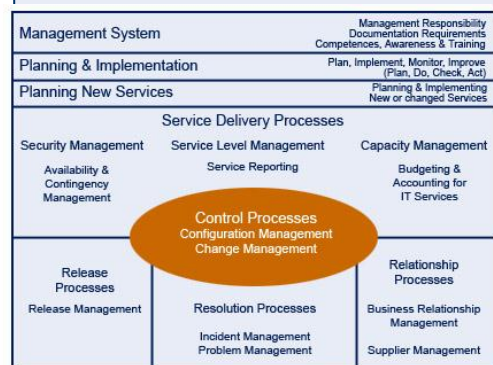 Management System
Management Responsibility
Documentation Requirements
Competences, Awareness & Training
Planning & Implementation
Plan, Implement, Monitor, Improve
(Plan, Do, Check, Act)
Planning New Services
Planning & Implementing
New or changed Services
Service Delivery Processes
Security Management
Service Level Management
Capacity Management
Availability &
Contingency
Management
Service Reporting
Budgeting &
Accounting for
IT Services
Control Processes
Configuration Management
Change Management
Release
Processes
Release Management
Resolution Processes
Incident Management
Problem Management
Relationship
Processes
Business Relationship
Management
Supplier Management